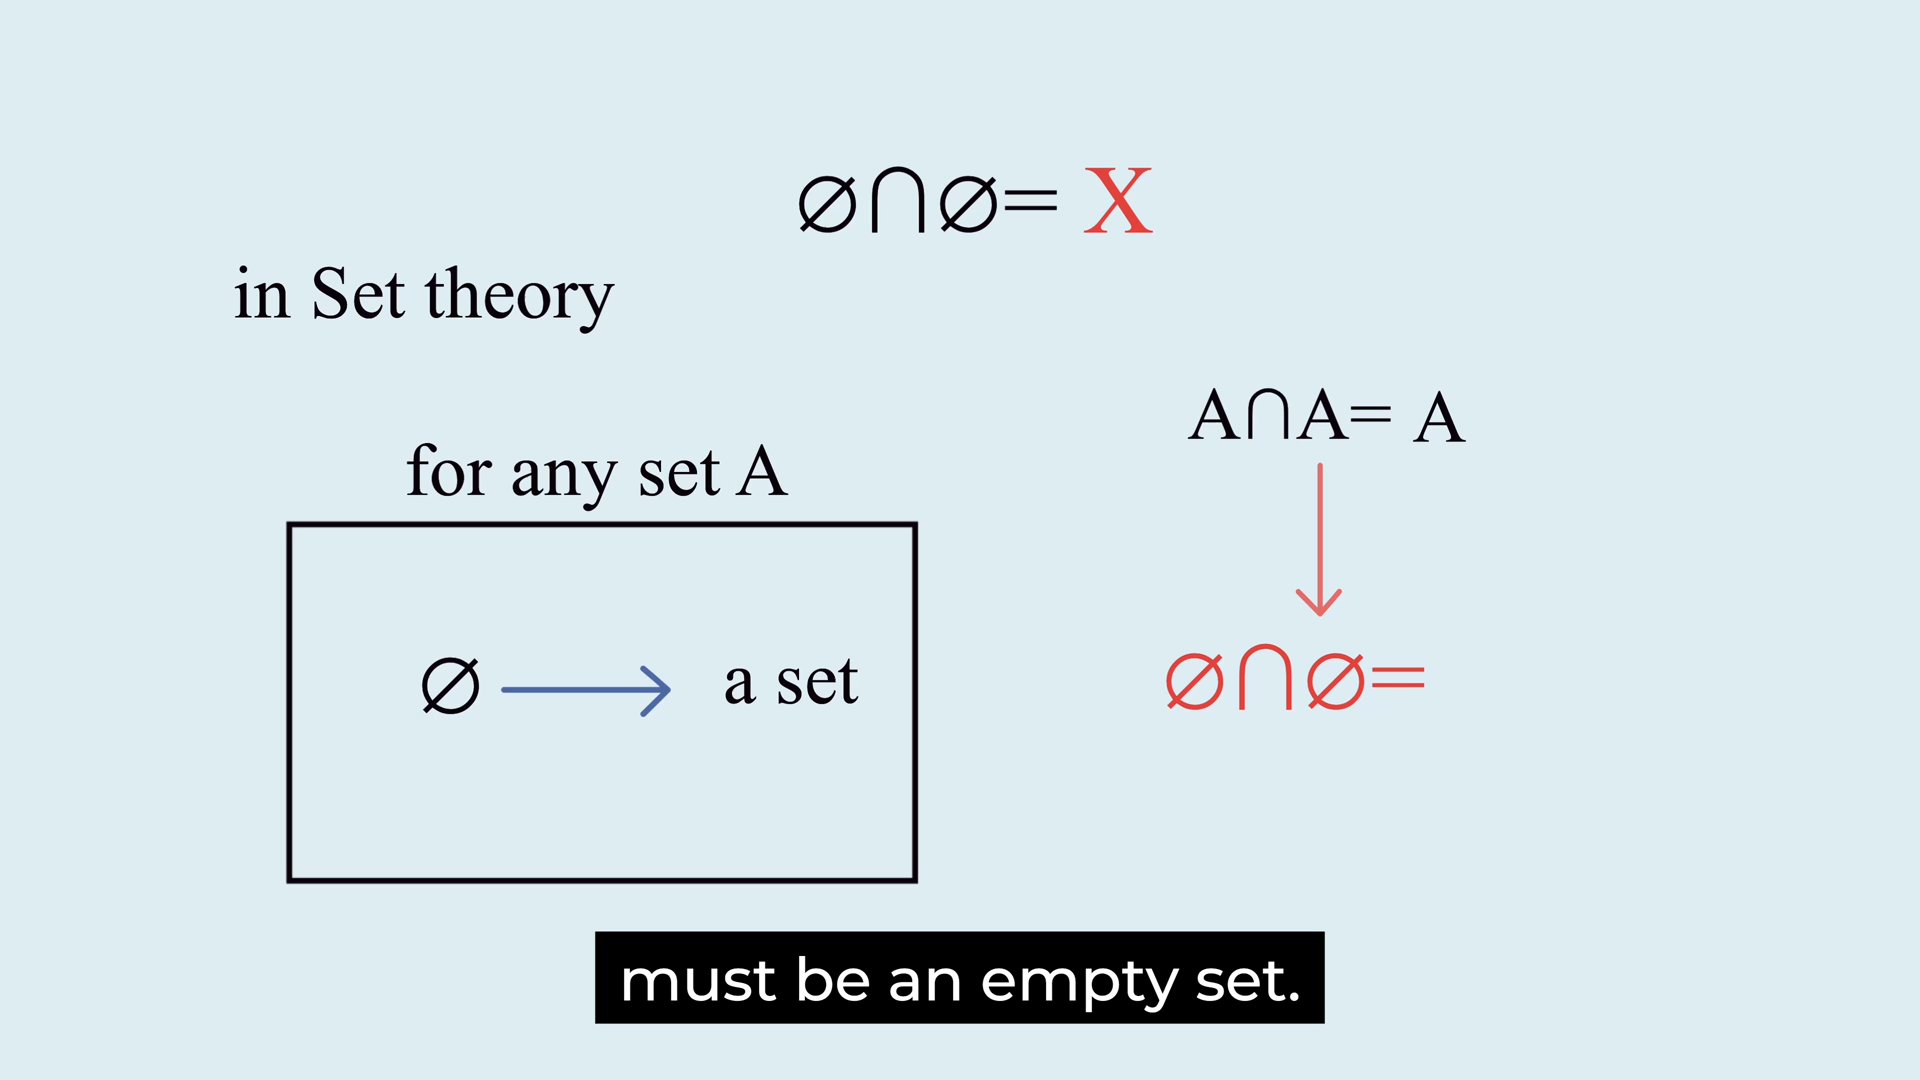 ∅∩∅= X
in Set theory
A∩A= A
for any set A
∅ → a set
∅∩∅=
must be an empty set.